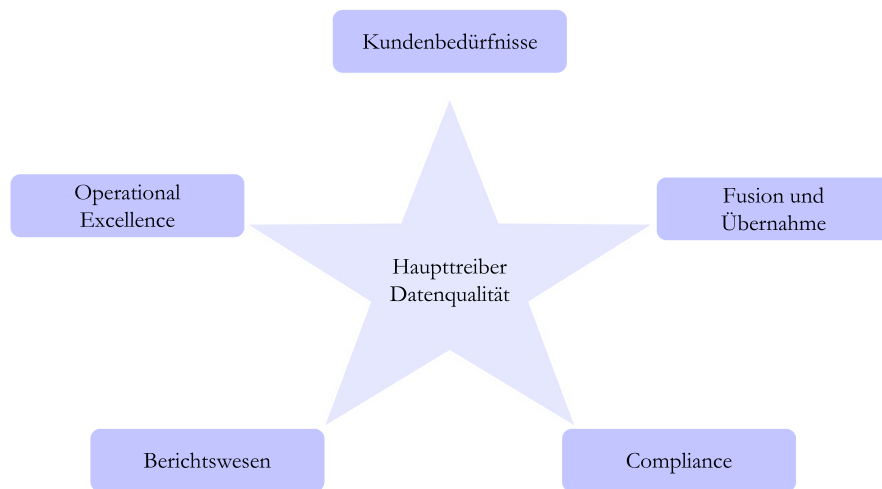 Kundenbedürfnisse
Operational
Excellence
Fusion und
Übernahme
Haupttreiber
Datenqualität
Berichtswesen
Compliance